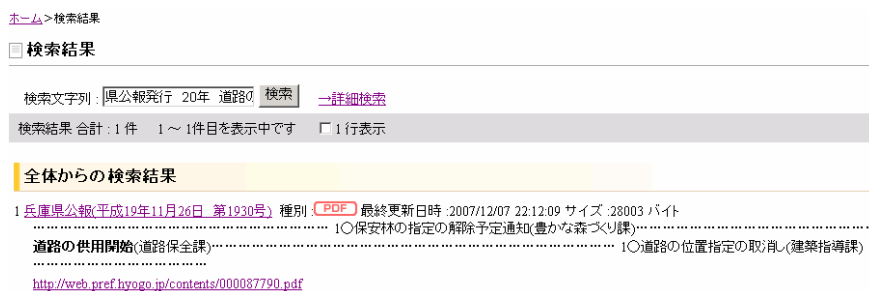 ホーム>検索結果
検索結果
検索文字列 : 県公報発行 20年 道路の 検索 →詳細検索
検索結果 合計 : 1 件 1 ～ 1件目を表示中です 1 行表示
全体からの検索結果
1 兵庫県公報(平成19年11月26日 第1930号) 種別 : PDF 最終更新日時 :2007/12/07 22:12:09 サイズ :28003 バイト
………………………………………………………… 1〇保安林の指定の解除予定通知(豊かな森づくり課)……………………………………………
道路の供用開始(道路保全課)………………………………………………………………………………… 1〇道路の位置指定の取消し(建築指導課)
…………………………………
http://web.pref.hyogo.jp/contents/000087790.pdf